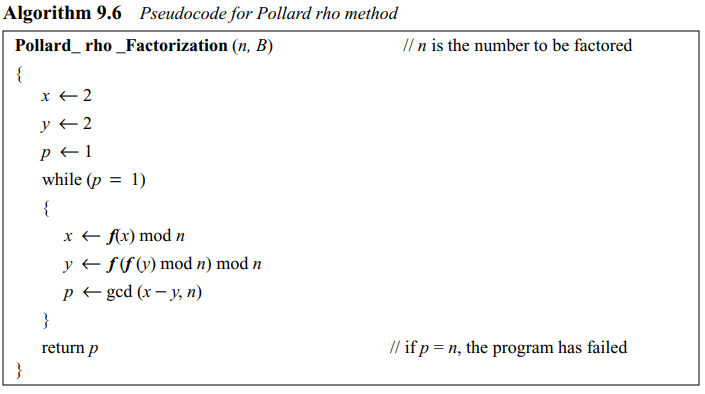 Algorithm 9.6 Pseudocode for Pollard rho method
Pollard_ rho _Factorization (n, B) // n is the number to be factored
{
x ← 2
y ← 2
p ← 1
while (p = 1)
{
x ← f(x) mod n
y ← f (f (y) mod n) mod n
p ← gcd (x – y, n)
}
return p // if p = n, the program has failed
}